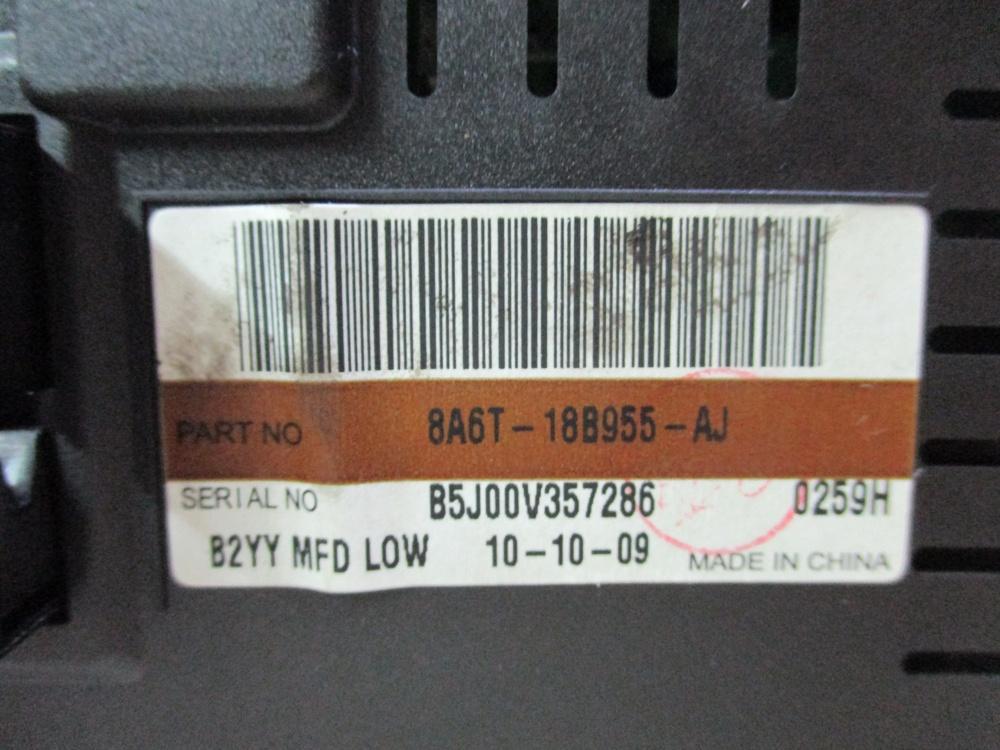 PART NO 8A6T-18B955-AJ
SERIAL NO B5J00V357286 0259H
B2YY MFD LOW 10-10-09 MADE IN CHINA